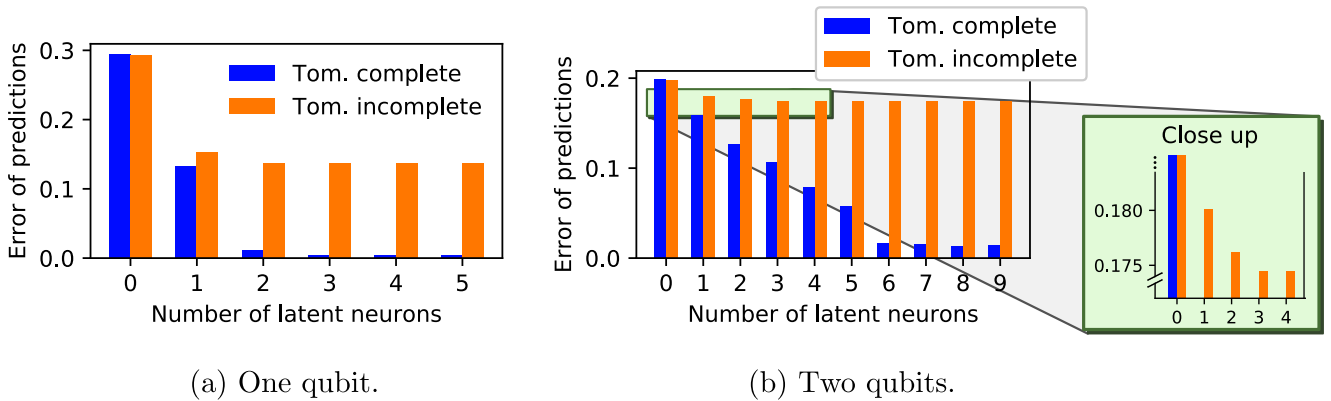 Error of predictions
0.3
0.2
0.1
0.0
Tom. complete
Tom. incomplete
0 1 2 3 4 5
Number of latent neurons
(a) One qubit.
Tom. complete
Tom. incomplete
Error of predictions
0.2
0.1
0.0
0 1 2 3 4 5 6 7 8 9
Number of latent neurons
Close up
0.180
0.175
0 1 2 3 4
(b) Two qubits.